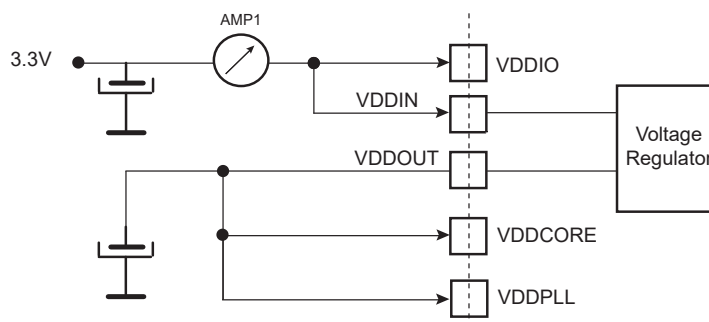 AMP1
3.3V
VDDIO
VDDIN
Voltage
Regulator
VDDOUT
VDDCORE
VDDPLL